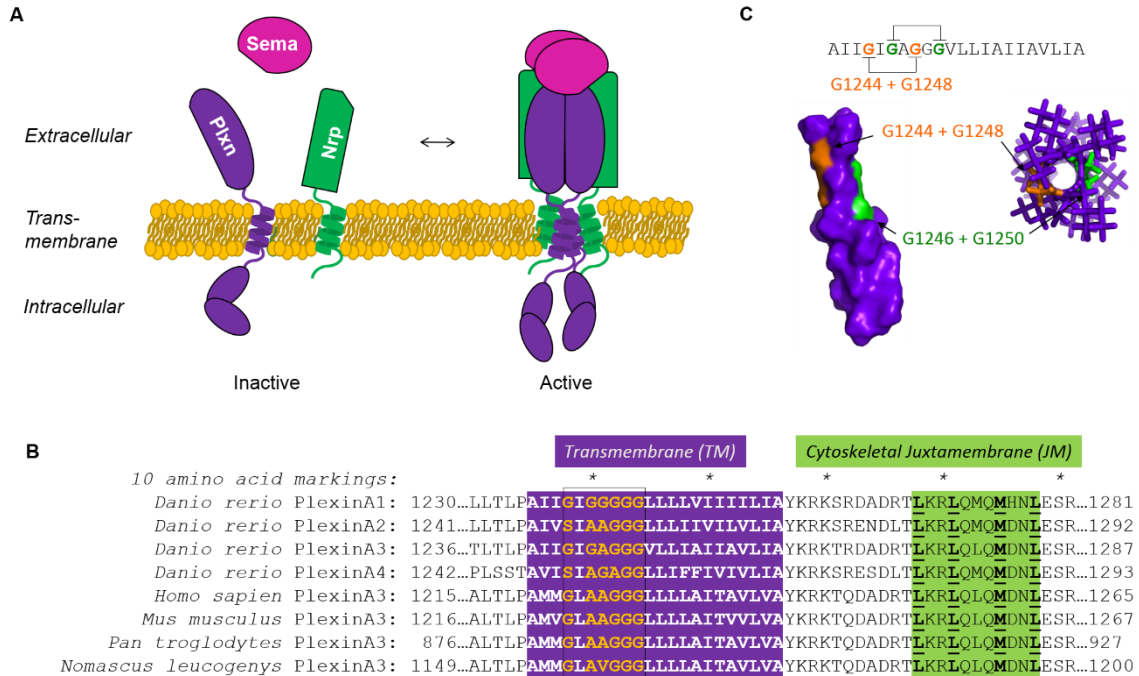 A
Sema
Plxn
Nrp
Extracellular
Trans-
membrane
Intracellular
Inactive
Active
C
AIIGIGAGGGVLLIAIIAVLIA
G1244 + G1248
G1244 + G1248
G1246 + G1250
B
Transmembrane (TM) Cytoskeletal Juxtamembrane (JM)
10 amino acid markings: * * * * *
Danio rerio PlexinA1: 1230…LLTLPAIIGIGGGGGLLLLVIIIILIAYKRKSRDADRTLKRLQMQMHNLESR…1281
Danio rerio PlexinA2: 1241…LLTLPAIVSIAAGGGLLLLIIVIVLIAYKRKSRENDLTLKRLQMQMDNLESR…1292
Danio rerio PlexinA3: 1236…TLTLPAIIGIGAGGGVLLIAIIAVLIAYKRKTRDADRTLKRLQLQMDNLESR…1287
Danio rerio PlexinA4: 1242…PLSSTAVISIAGAGGLLIFFIVIVLIAYKRKSRESDLTLKRLQMQMDNLESR…1293
Homo sapien PlexinA3: 1215…ALTLPAMMGLAAGGGLLLLAITAVLVAYKRKTQDADRTLKRLQLQMDNLESR…1265
Mus musculus PlexinA3: 1216…ALTLPAMVGLAAGGGLLLLAITAVLVAYKRKTQDADRTLKRLQLQMDNLESR…1267
Pan troglodytes PlexinA3: 876…ALTLPAMMGLAAGGGLLLLAITAVLVAYKRKTQDADRTLKRLQLQMDNLESR…927
Nomascus leucogenys PlexinA3: 1149…ALTLPAMMGLAVGGGLLLLAITAVLVAYKRKTQDADRTLKRLQLQMDNLESR…1200